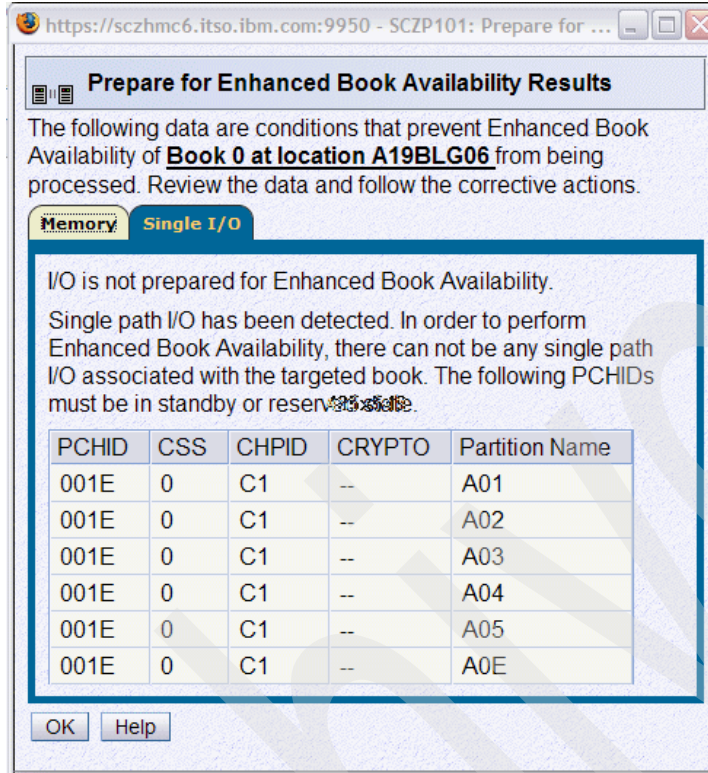 https://sczhmc6.itso.ibm.com:9950 - SCZP101: Prepare for ...
Prepare for Enhanced Book Availability Results
The following data are conditions that prevent Enhanced Book
Availability of Book 0 at location A19BLG06 from being
processed. Review the data and follow the corrective actions.
Memory Single I/O
I/O is not prepared for Enhanced Book Availability.
Single path I/O has been detected. In order to perform
Enhanced Book Availability, there can not be any single path
I/O associated with the targeted book. The following PCHIDs
must be in standby or
PCHID CSS CHPID CRYPTO Partition Name
001E 0 C1 -- A01
001E 0 C1 -- A02
001E 0 C1 -- A03
001E 0 C1 -- A04
001E 0 C1 -- A05
001E 0 C1 -- A0E
OK Help